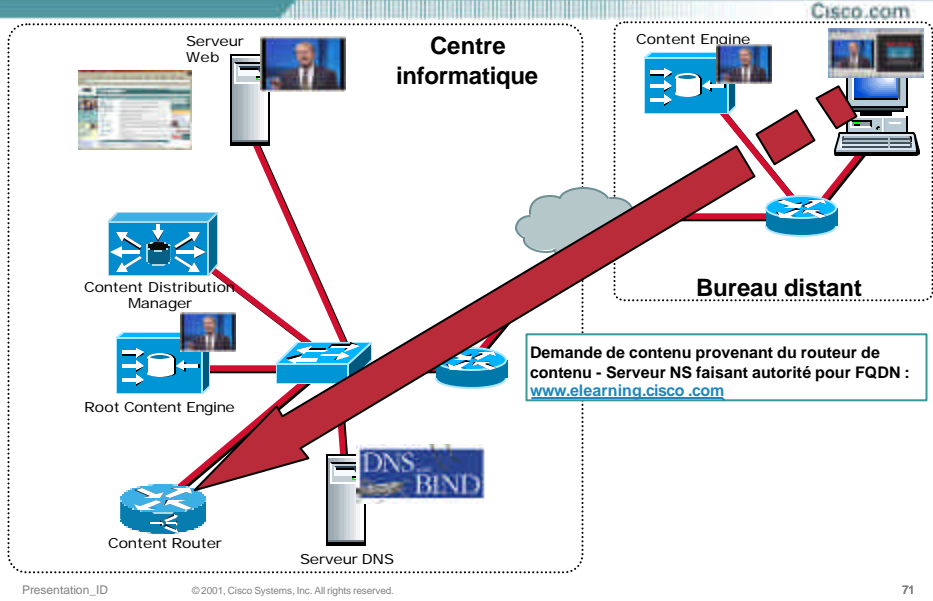 Cisco.com
Serveur
Web
Centre
informatique
Content Engine
Content Distribution
Manager
Bureau distant
Demande de contenu provenant du routeur de
contenu - Serveur NS faisant autorité pour FQDN :
www.elearning.cisco .com
Root Content Engine
DNS
BIND
Content Router
Serveur DNS
Presentation_ID
© 2001, Cisco Systems, Inc. All rights reserved.
71